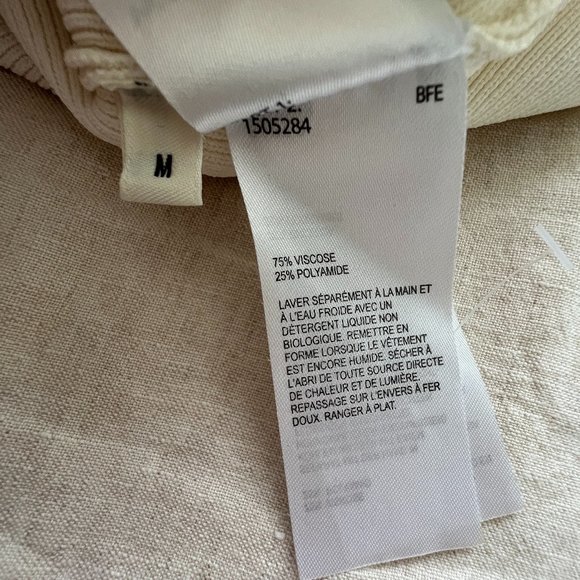 BFE
1505284
M
75% VISCOSE
25% POLYAMIDE
LAVER SÉPARÉMENT À LA MAIN ET
À L'EAU FROIDE AVEC UN
DÉTERGENT LIQUIDE NON
BIOLOGIQUE. REMETTRE EN
FORME LORSQUE LE VÊTEMENT
EST ENCORE HUMIDE. SÉCHER À
L'ABRI DE TOUTE SOURCE DIRECTE
DE CHALEUR ET DE LUMIÈRE.
REPASSAGE SUR L'ENVERS À FER
DOUX. RANGER À PLAT.